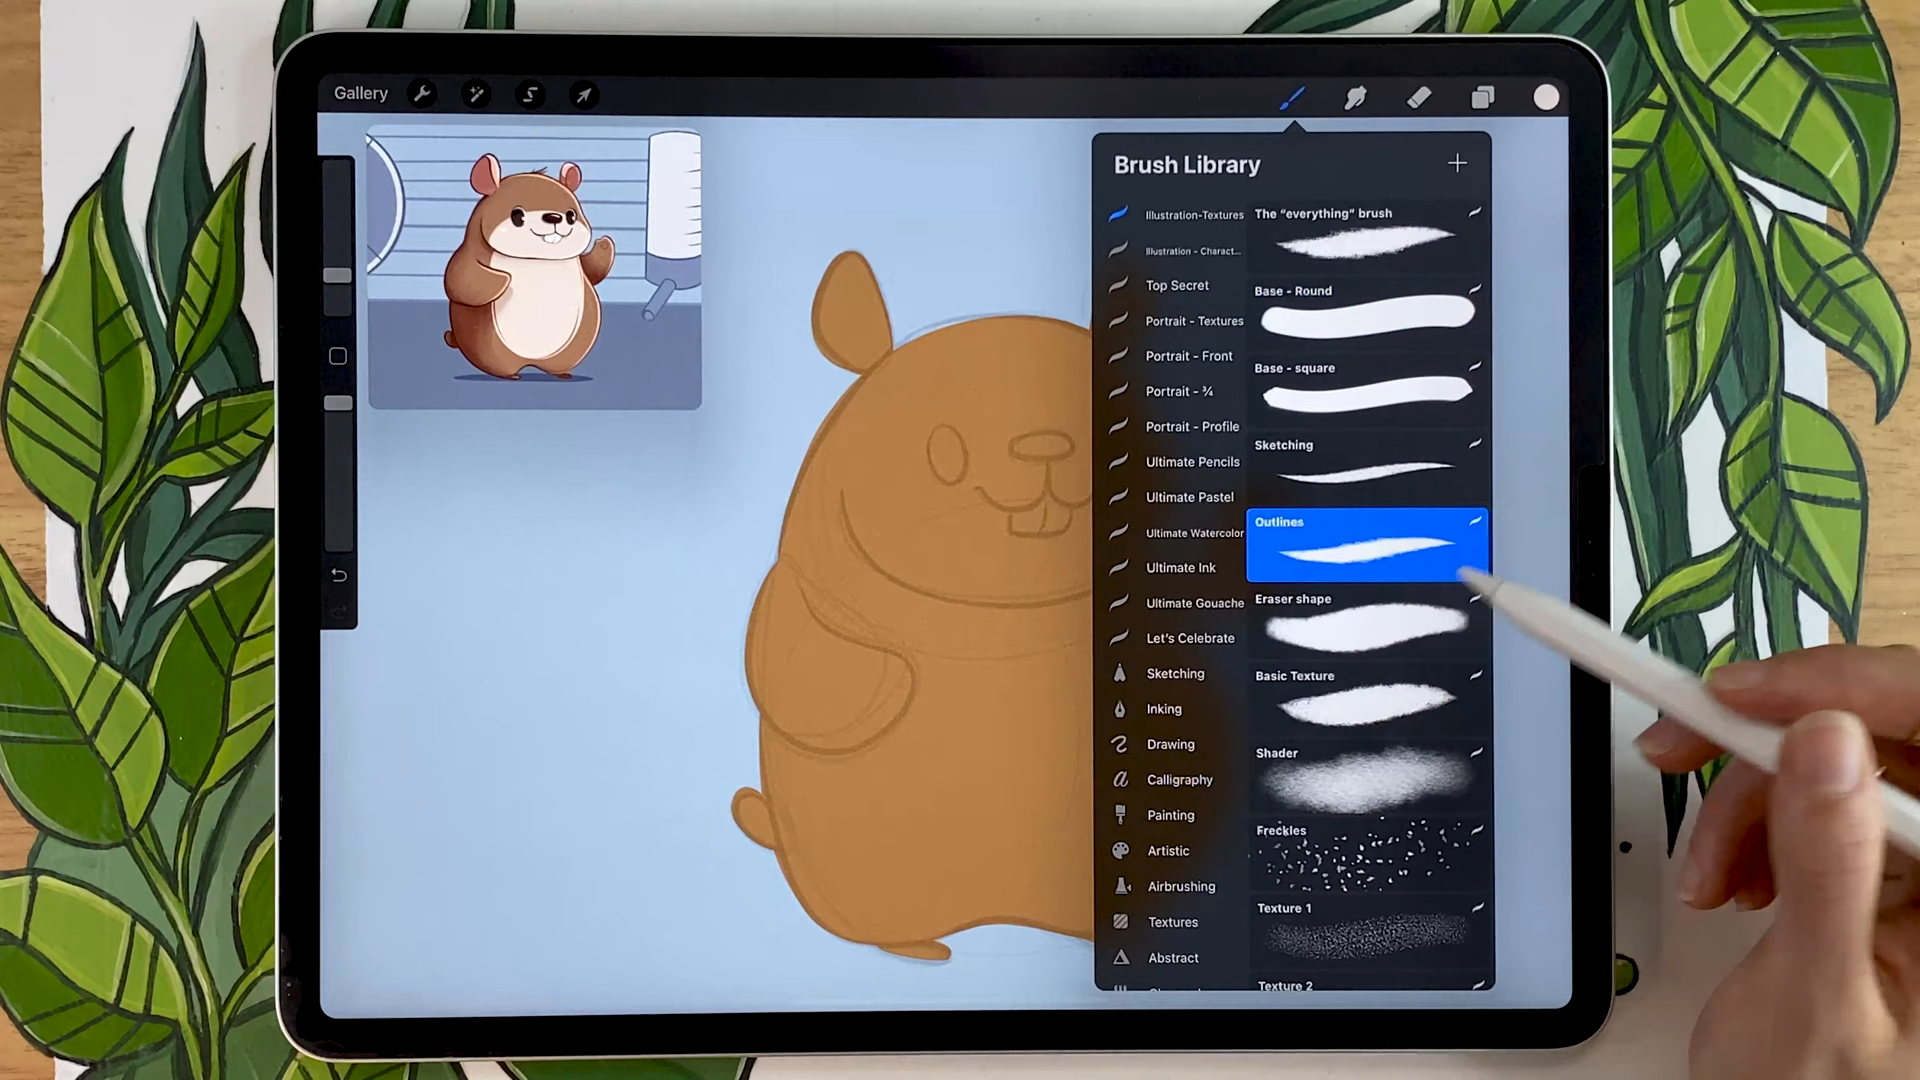 Gallery
Brush Library
Illustration-Textures
Illustration - Charact...
Top Secret
Portrait - Textures
Portrait - Front
Portrait - ¾
Portrait - Profile
Ultimate Pencils
Ultimate Pastel
Ultimate Watercolor
Ultimate Ink
Ultimate Gouache
Let's Celebrate
Sketching
Inking
Drawing
Calligraphy
Painting
Artistic
Airbrushing
Textures
Abstract
The "everything" brush
Base - Round
Base - square
Sketching
Outlines
Eraser shape
Basic Texture
Shader
Freckles
Texture 1
Texture 2